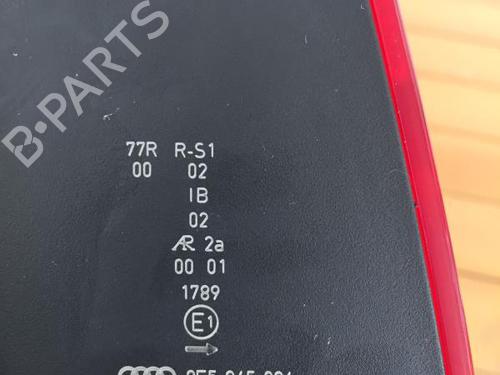 B-PARTS
77R R-S1
00 02
IB
02
AR 2a
00 01
1789
E1